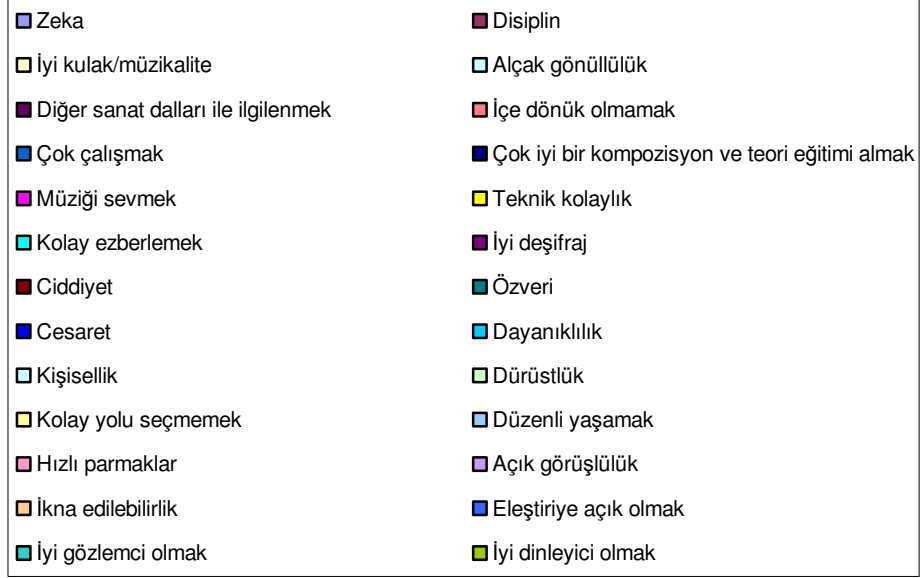 Zeka Disiplin
İyi kulak/müzikalite Alçak gönüllülük
Diğer sanat dalları ile ilgilenmek İçe dönük olmamak
Çok çalışmak Çok iyi bir kompozisyon ve teori eğitimi almak
Müziği sevmek Teknik kolaylık
Kolay ezberlemek İyi deşifraj
Ciddiyet Özveri
Cesaret Dayanıklılık
Kişisellik Dürüstlük
Kolay yolu seçmemek Düzenli yaşamak
Hızlı parmaklar Açık görüşlülük
İkna edilebilirlik Eleştiriye açık olmak
İyi gözlemci olmak İyi dinleyici olmak